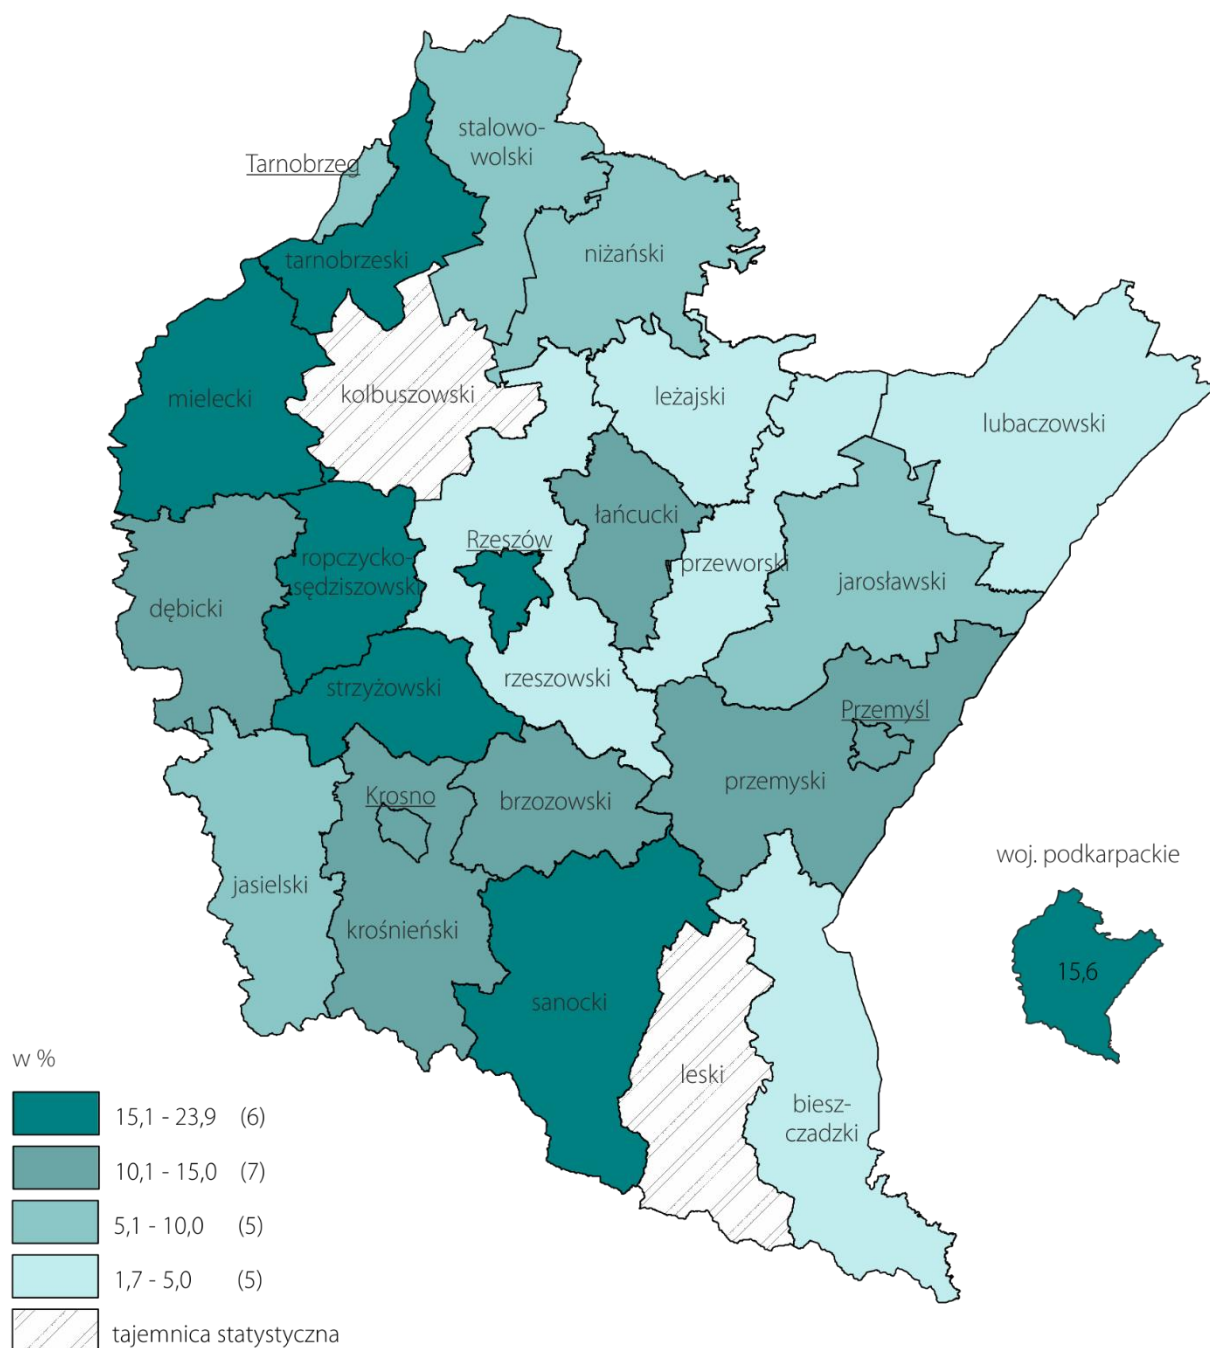 stalowo-
wolski
Tarnobrzeg
tarnobrzeski
niżański
mielecki
kolbuszowski
leżajski
lubaczowski
łańcucki
Rzeszów
ropczycko-
sędziszowski
przeworski
jarosławski
dębicki
rzeszowski
strzyżowski
Przemyśl
przemyski
Krosno
brzozowski
jasielski
krośnieński
sanocki
leski
biesz-
czadzki
woj. podkarpackie
15,6
w %
15,1 - 23,9 (6)
10,1 - 15,0 (7)
5,1 - 10,0 (5)
1,7 - 5,0 (5)
tajemnica statystyczna